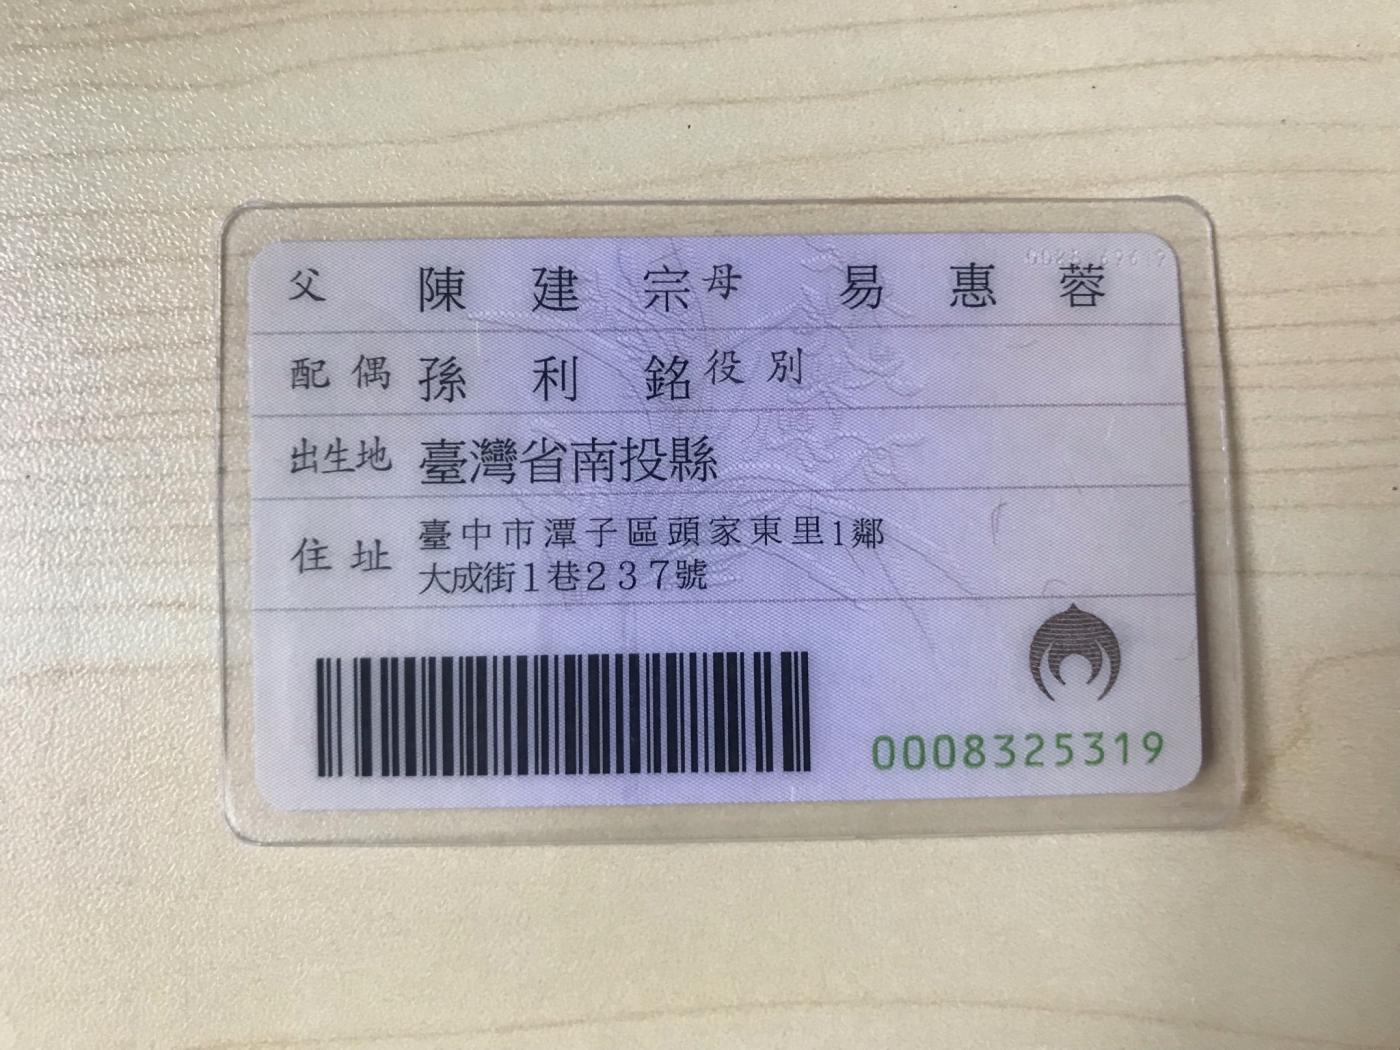 父 陳建宗 母 易惠蓉
配偶 孫利銘 役別
出生地 臺灣省南投縣
住址 臺中市潭子區頭家東里1鄰
大成街1巷237號
0008325319